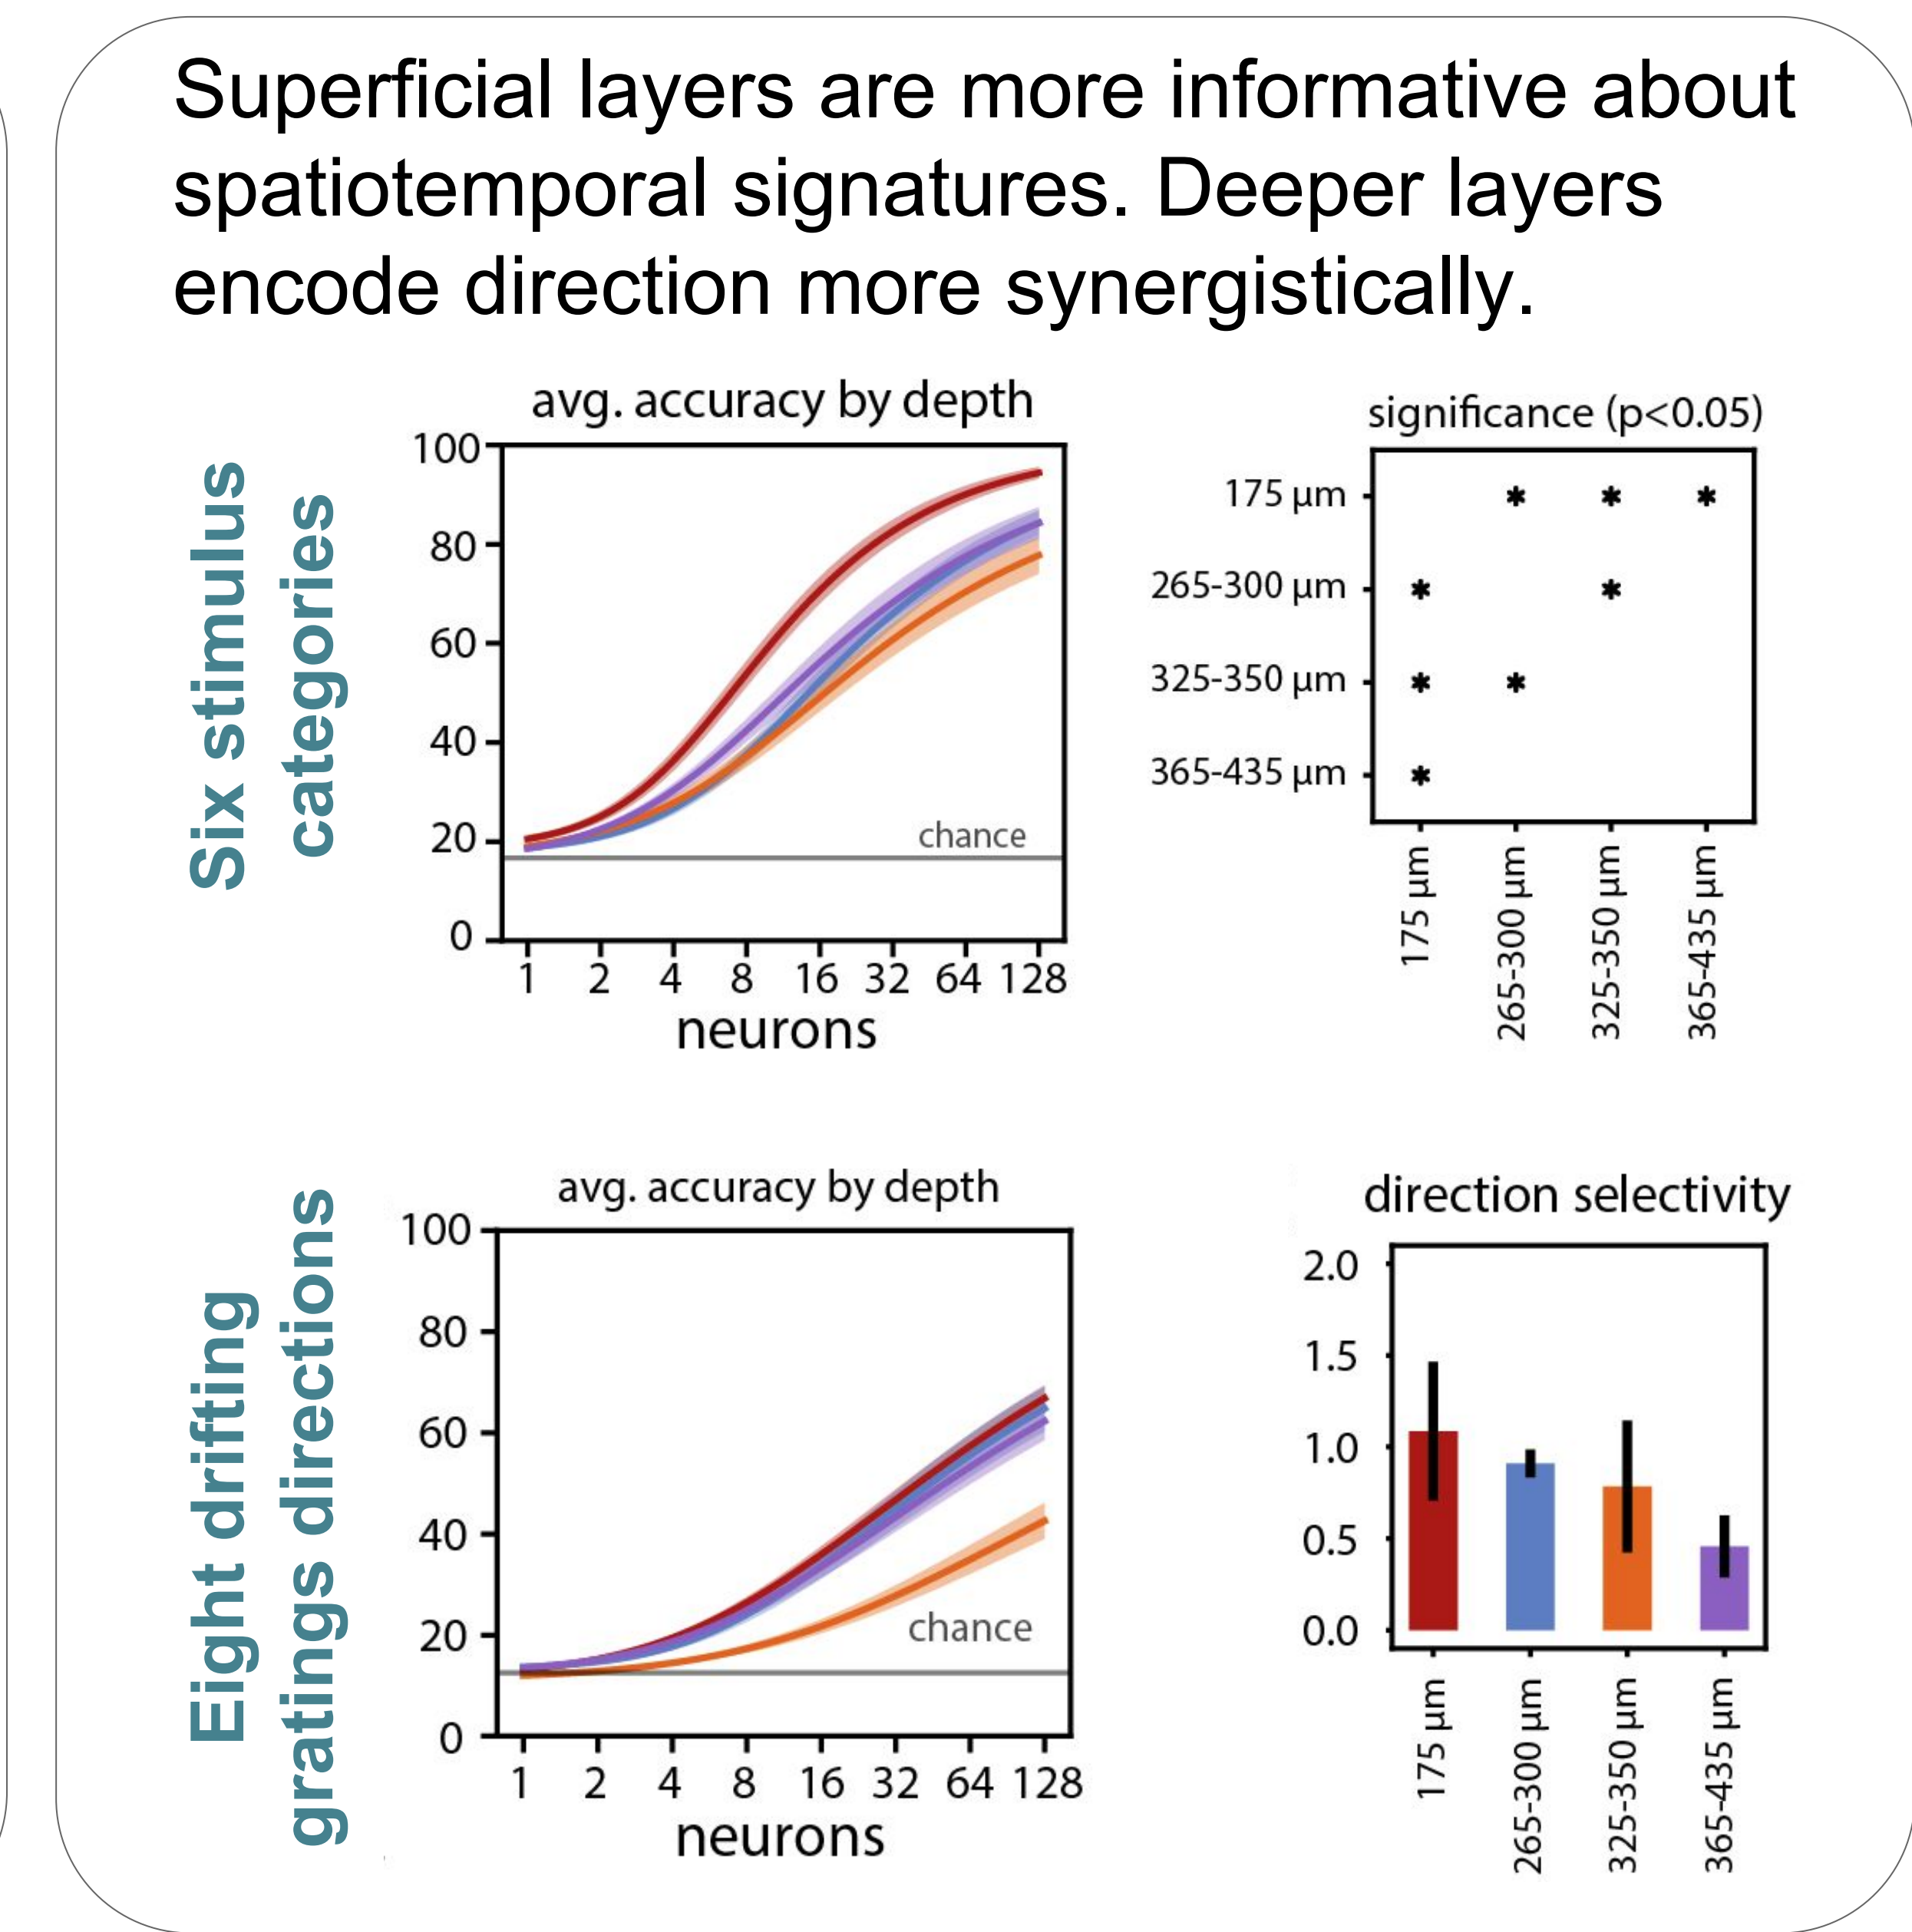 Superficial layers are more informative about
spatiotemporal signatures. Deeper layers
encode direction more synergistically.
Six stimulus
categories
avg. accuracy by depth
100
80
60
40
20
0
chance
1 2 4 8 16 32 64 128
neurons
significance (p<0.05)
175 µm * * *
265-300 µm * *
325-350 µm * *
365-435 µm *
175 µm
265-300 µm
325-350 µm
365-435 µm
Eight drifting
gratings directions
avg. accuracy by depth
100
80
60
40
20
0
chance
1 2 4 8 16 32 64 128
neurons
direction selectivity
2.0
1.5
1.0
0.5
0.0
175 µm
265-300 µm
325-350 µm
365-435 µm